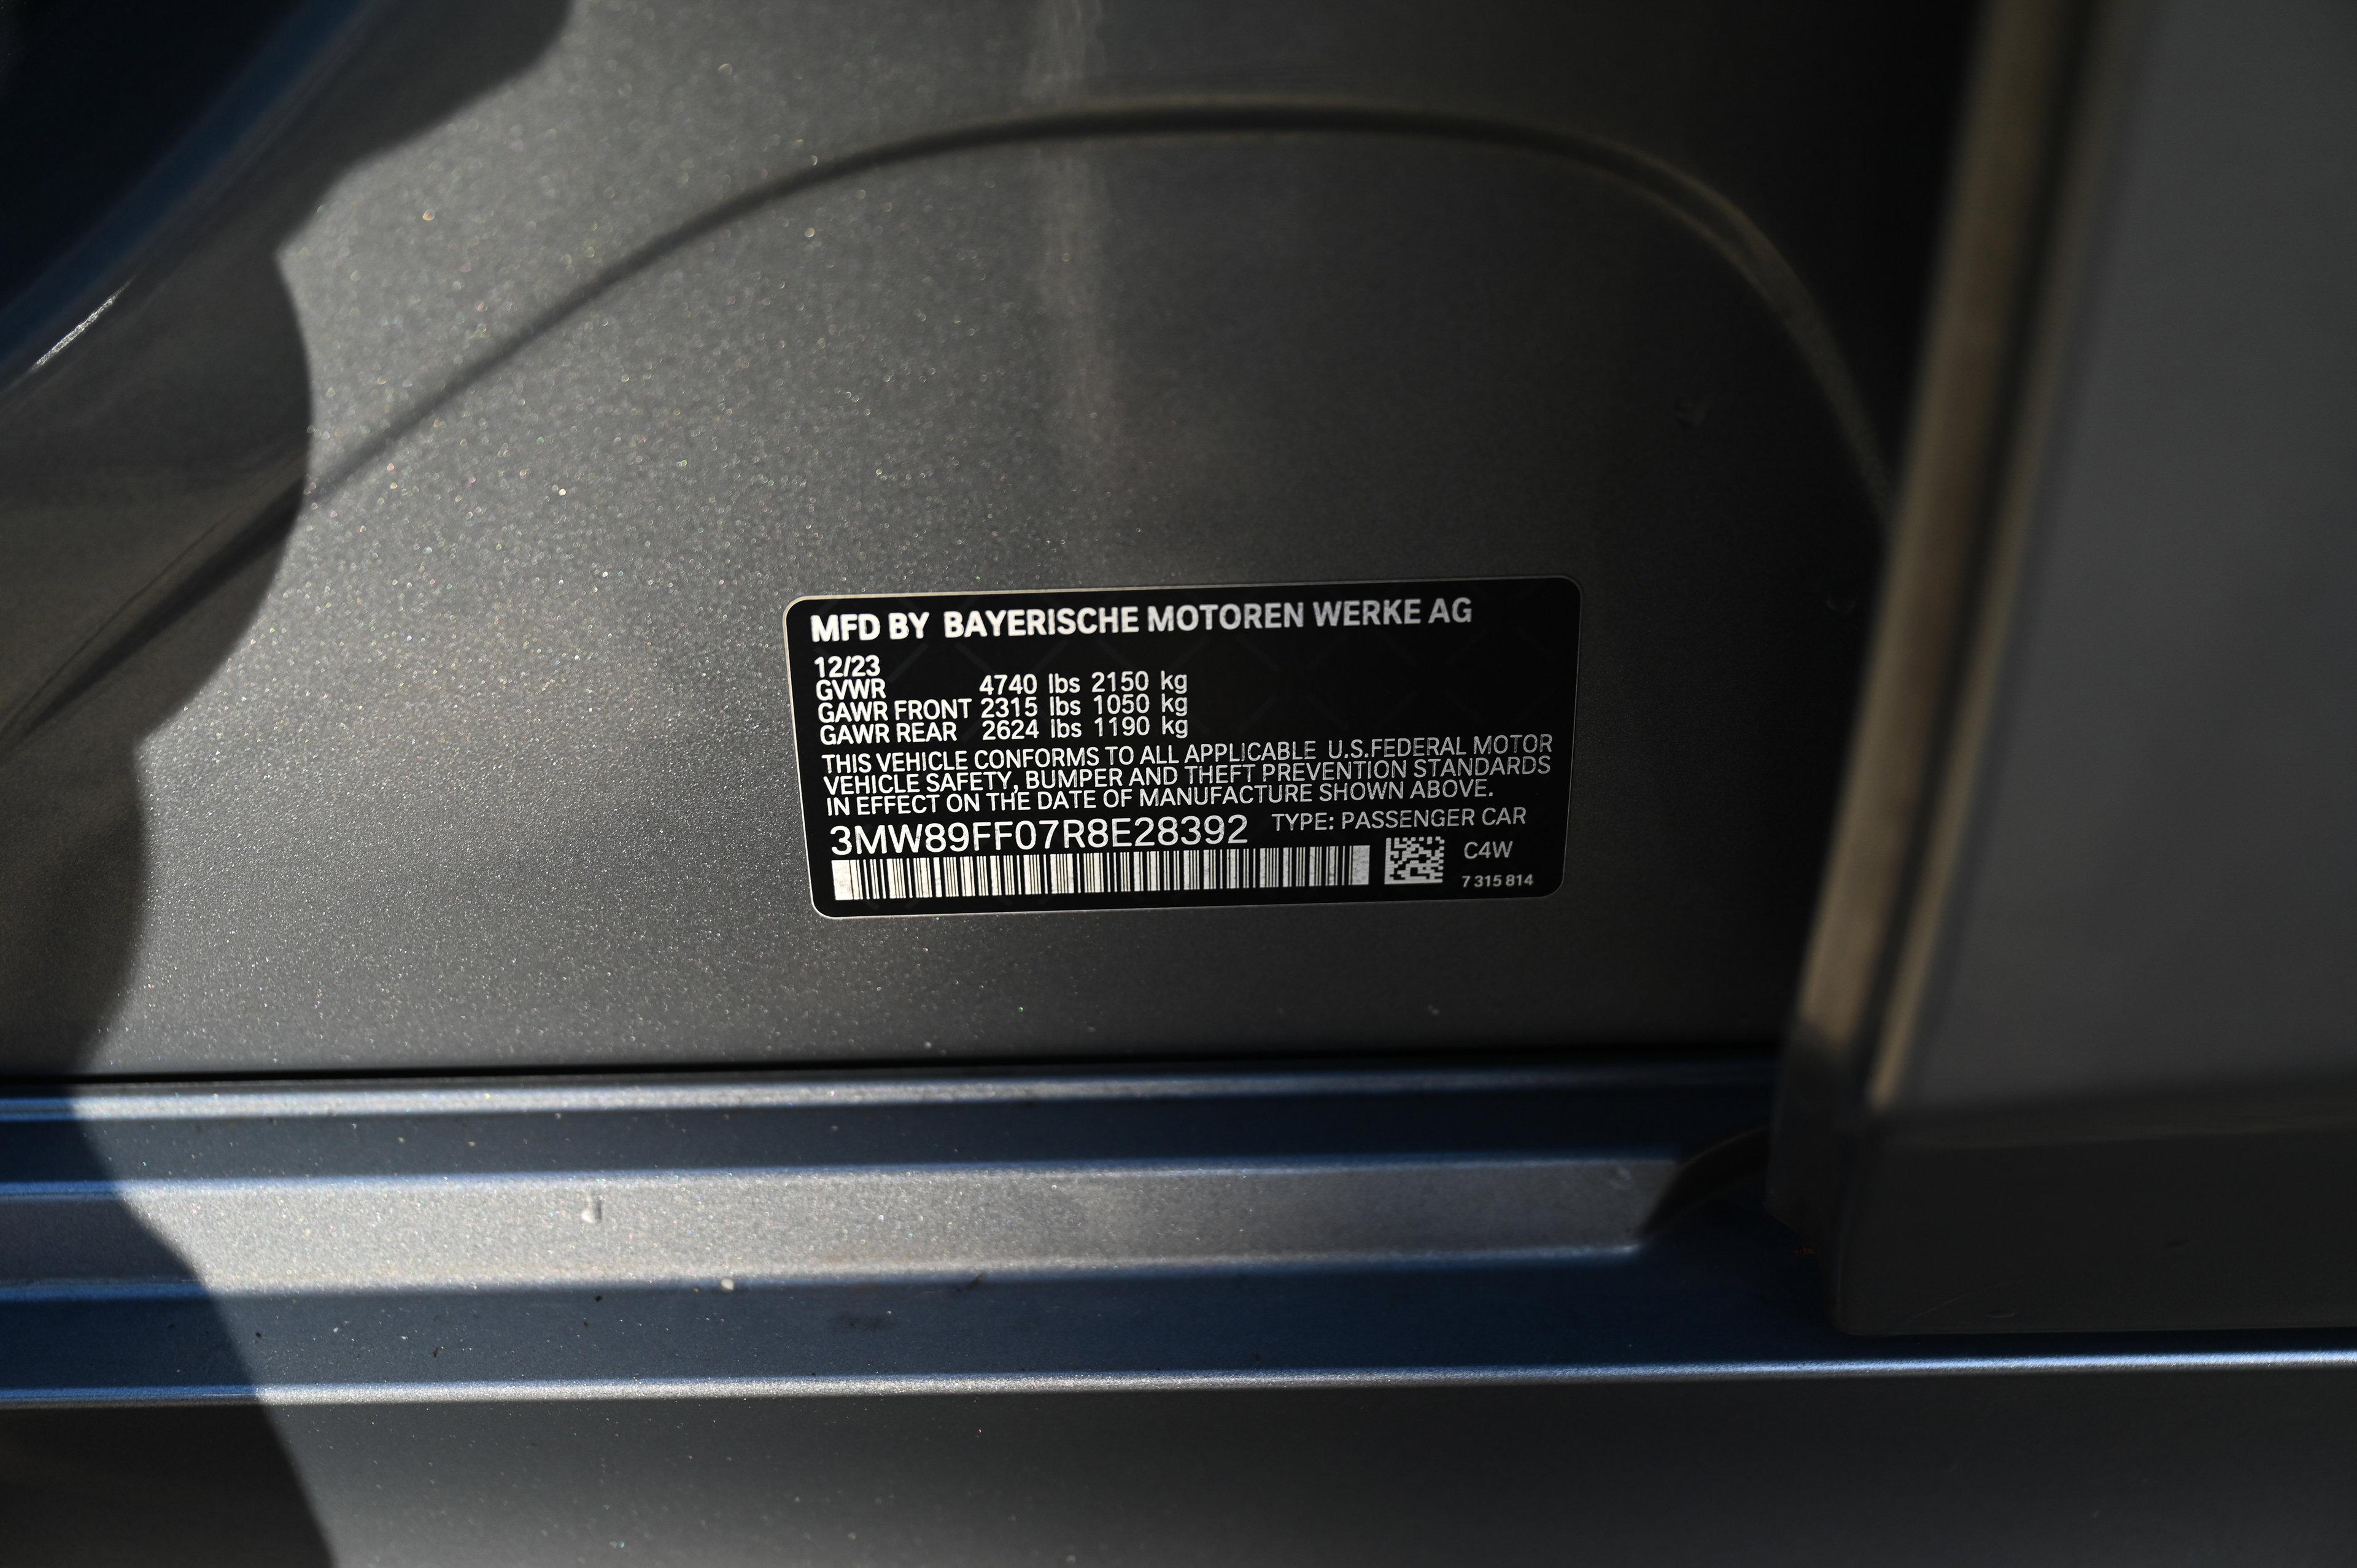 MFD BY BAYERISCHE MOTOREN WERKE AG
12/23
GVWR 4740 lbs 2150 kg
GAWR FRONT 2315 lbs 1050 kg
GAWR REAR 2624 lbs 1190 kg
THIS VEHICLE CONFORMS TO ALL APPLICABLE U.S.FEDERAL MOTOR
VEHICLE SAFETY, BUMPER AND THEFT PREVENTION STANDARDS
IN EFFECT ON THE DATE OF MANUFACTURE SHOWN ABOVE.
3MW89FF07R8E28392 TYPE: PASSENGER CAR
C4W
7 315 814